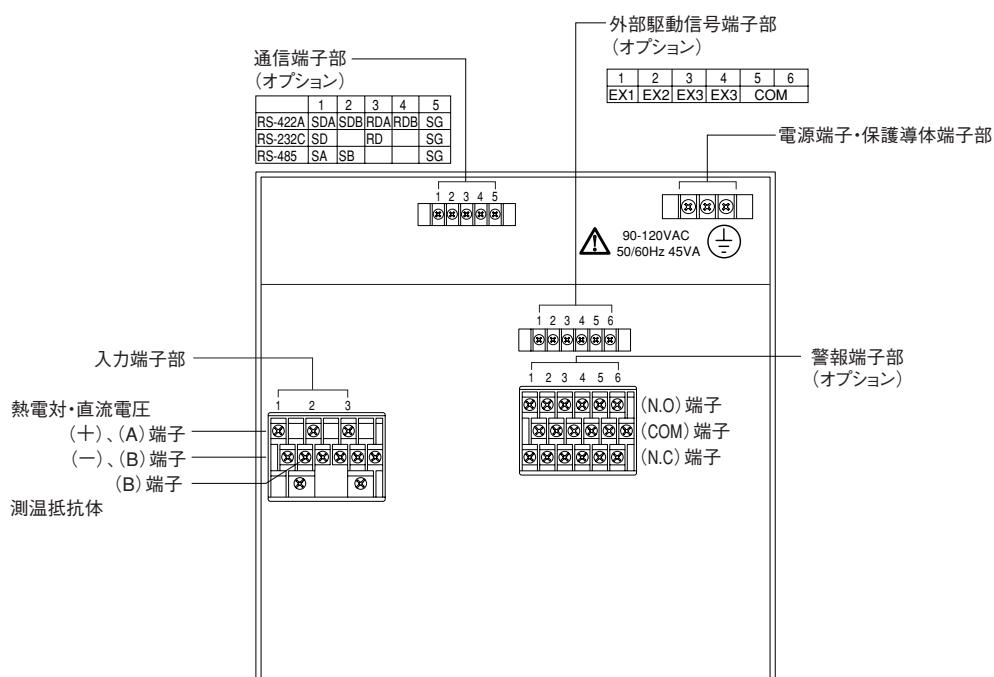 外部駆動信号端子部
（オプション）
1 2 3 4 5 6
EX1 EX2 EX3 EX3 COM
通信端子部
（オプション）
1 2 3 4 5
RS-422A SDA SDB RDA RDB SG
RS-232C SD RD SG
RS-485 SA SB SG
電源端子・保護導体端子部
1 2 3 4 5
90-120VAC
50/60Hz 45VA
1 2 3 4 5 6
入力端子部
警報端子部
（オプション）
1 2 3 4 5 6
熱電対・直流電圧
1 2 3
（N.O）端子
（＋）、（A）端子
（COM）端子
（－）、（B）端子
（N.C）端子
（B）端子
測温抵抗体